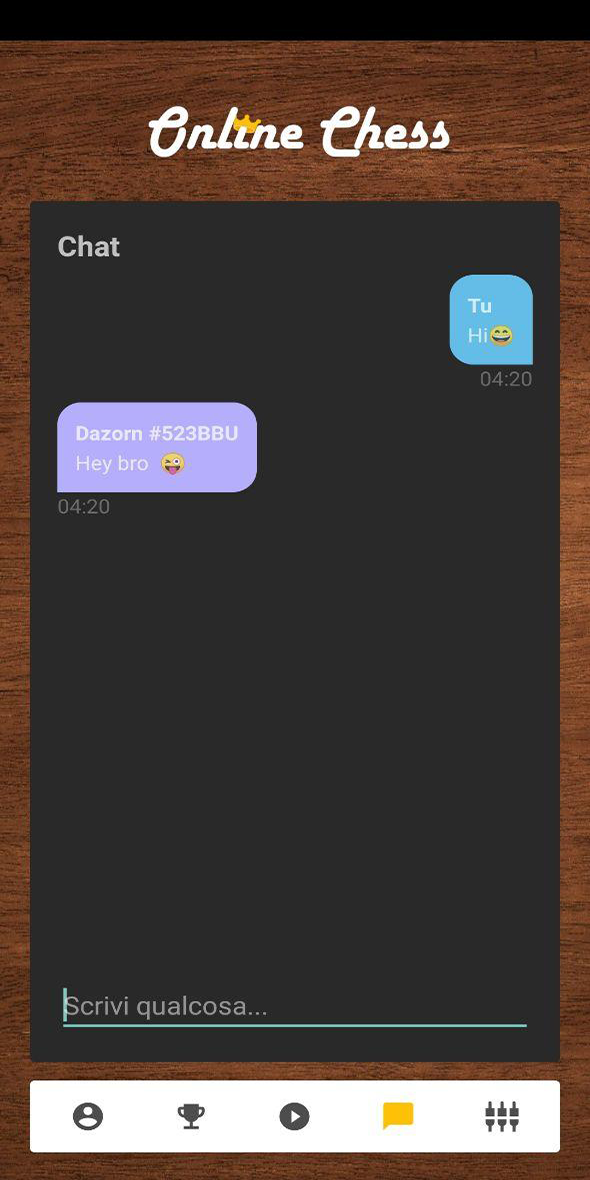 Online Chess
Chat
Tu
Hi😄
04:20
Dazorn #523BBU
Hey bro 😜
04:20
Scrivi qualcosa...